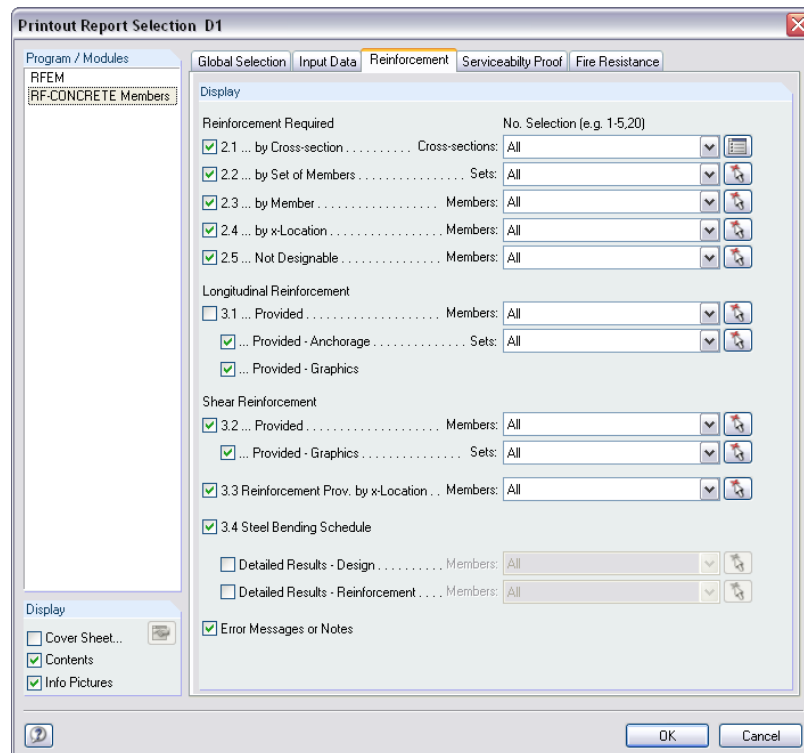 Printout Report Selection D1
Program / Modules
RFEM
RF-CONCRETE Members
Global Selection Input Data Reinforcement Serviceabilty Proof Fire Resistance
Display
Reinforcement Required No. Selection (e.g. 1-5,20)
2.1 ... by Cross-section . . . . . . . . . . Cross-sections: All
2.2 ... by Set of Members . . . . . . . . . . . . . . . . Sets: All
2.3 ... by Member . . . . . . . . . . . . . . . . . . Members: All
2.4 ... by x-Location . . . . . . . . . . . . . . . . . Members: All
2.5 ... Not Designable . . . . . . . . . . . . . . . Members: All
Longitudinal Reinforcement
3.1 ... Provided . . . . . . . . . . . . . . . . . . . . Members: All
... Provided - Anchorage . . . . . . . . . . . . . . Sets: All
... Provided - Graphics
Shear Reinforcement
3.2 ... Provided . . . . . . . . . . . . . . . . . . . . Members: All
... Provided - Graphics . . . . . . . . . . . . . . . Sets: All
3.3 Reinforcement Prov. by x-Location . . Members: All
3.4 Steel Bending Schedule
Detailed Results - Design . . . . . . . . . . Members: All
Detailed Results - Reinforcement . . . . Members: All
Error Messages or Notes
Display
Cover Sheet...
Contents
Info Pictures
OK Cancel